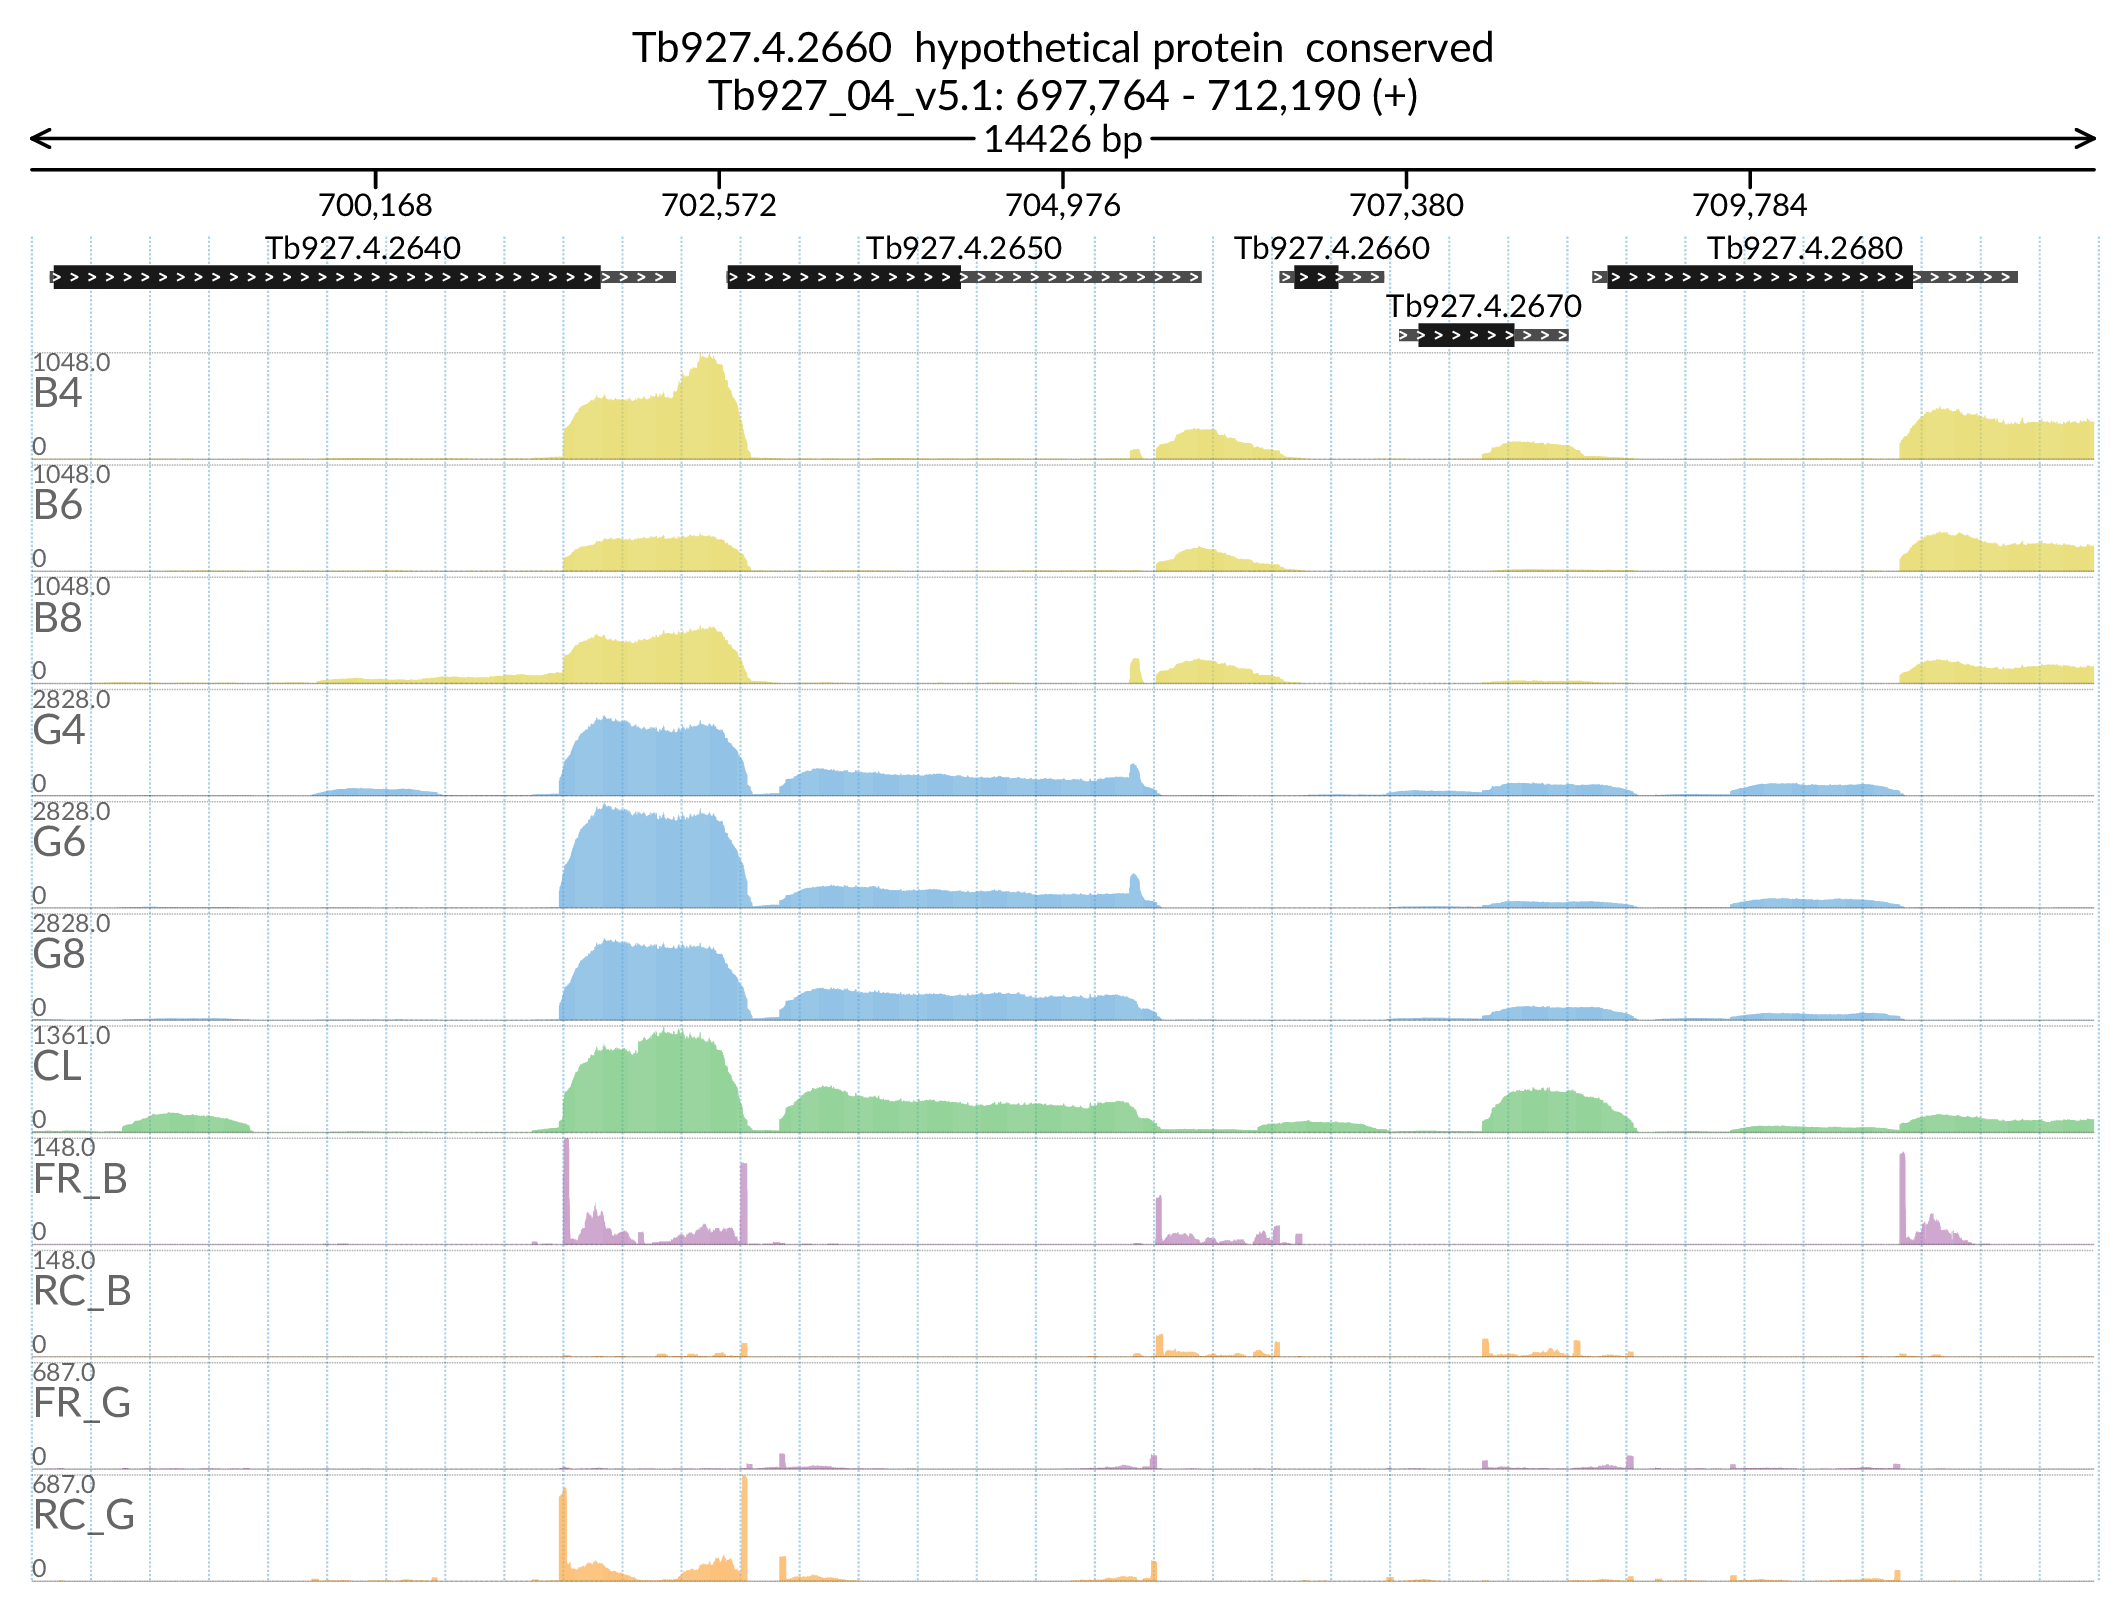 Tb927.4.2660  hypothetical protein  conserved
Tb927_04_v5.1: 697,764 - 712,190 (+)
14426 bp
700,168 702,572 704,976 707,380 709,784
Tb927.4.2640 Tb927.4.2650 Tb927.4.2660 Tb927.4.2680
Tb927.4.2670
1048.0
B4
0
1048.0
B6
0
1048.0
B8
0
2828.0
G4
0
2828.0
G6
0
2828.0
G8
0
1361.0
CL
0
148.0
FR_B
0
148.0
RC_B
0
687.0
FR_G
0
687.0
RC_G
0